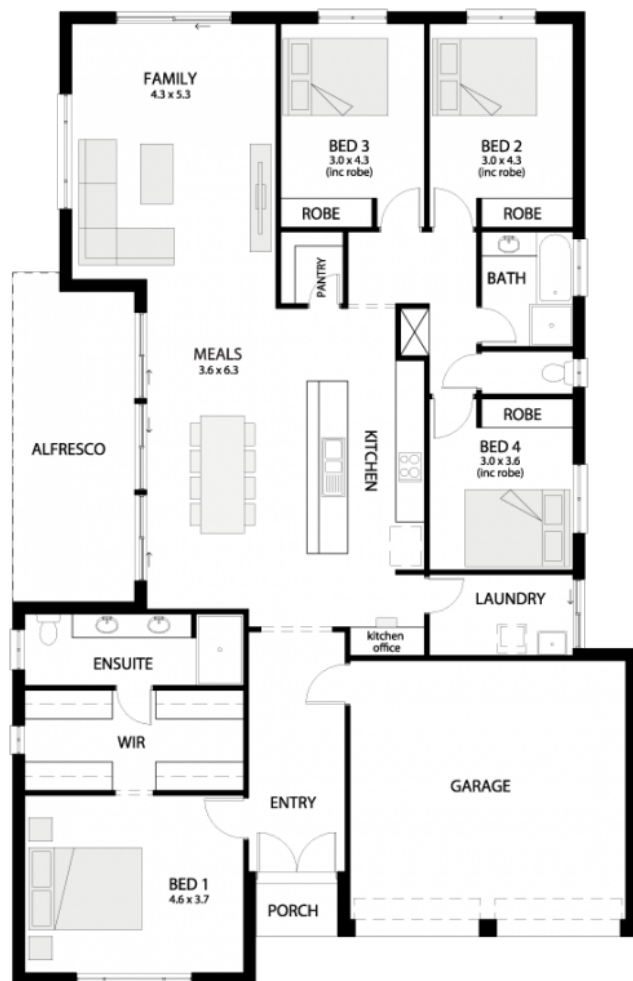 FAMILY
4.3 x 5.3
BED 3
3.0 x 4.3
(inc robe)
BED 2
3.0 x 4.3
(inc robe)
ROBE
ROBE
PANTRY
BATH
MEALS
3.6 x 6.3
ALFRESCO
KITCHEN
ROBE
BED 4
3.0 x 3.6
(inc robe)
LAUNDRY
kitchen
office
ENSUITE
WIR
ENTRY
GARAGE
BED 1
4.6 x 3.7
PORCH